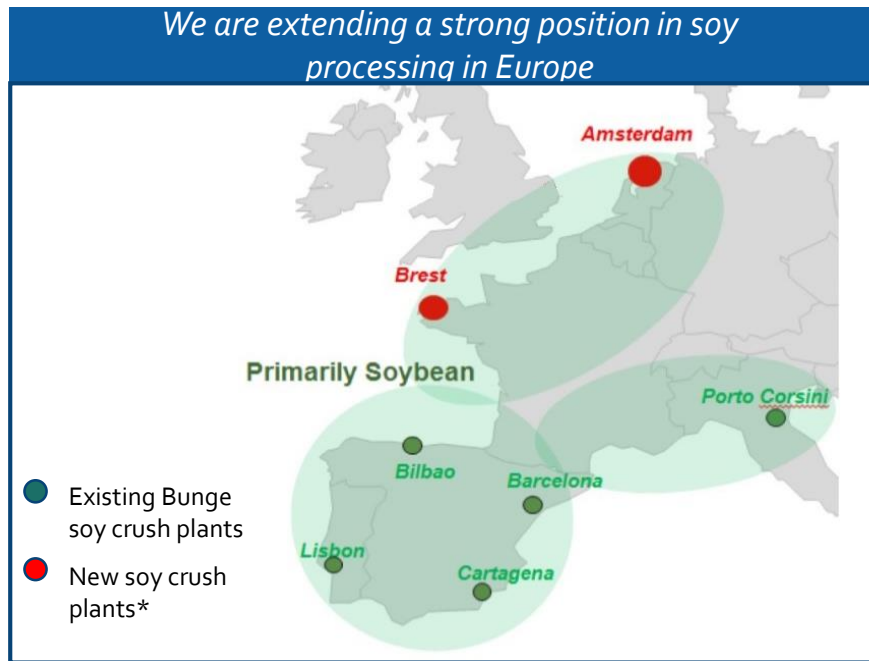 We are extending a strong position in soy
processing in Europe
Amsterdam
Brest
Primarily Soybean
Porto Corsini
Bilbao
Barcelona
Existing Bunge
soy crush plants
Lisbon
Cartagena
New soy crush
plants*